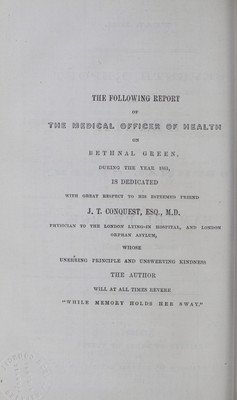 THE FOLLOWING REPORT
OF
THE MEDICAL OFFICER OF HEALTH
ON
BETHNAL GREEN,
DURING THE YEAR 1861,
IS DEDICATED
WITH GREAT RESPECT TO HIS ESTEEMED FRIEND
J. T. CONQUEST, ESQ., M.D.
PHYSICIAN TO THE LONDON LYING-IN HOSPITAL, AND LONDON
ORPHAN ASYLUM,
WHOSE
UNERRING PRINCIPLE AND UNSWERVING KINDNESS
THE AUTHOR
WILL AT ALL TIMES REVERE
"WHILE MEMORY HOLDS HER SWAY."